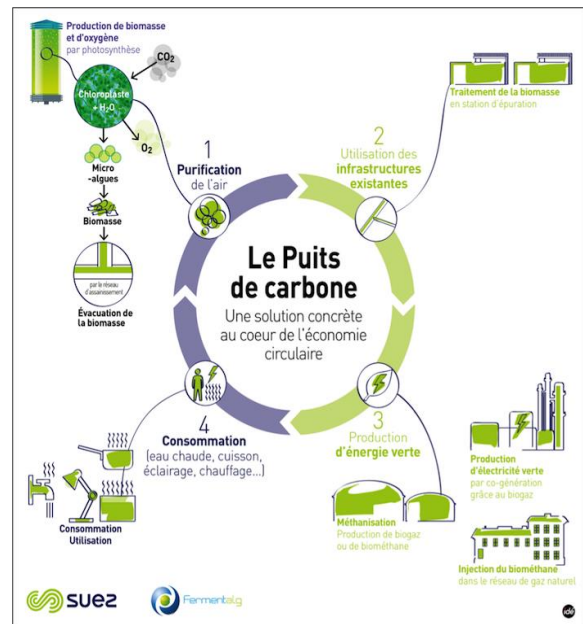 Production de biomasse
et d'oxygène
par photosynthèse
CO2
Chloroplaste
+ H2O
O2
Micro
-algues
Biomasse
par le réseau
d'assainissement
Évacuation de
la biomasse
1
Purification
de l'air
2
Utilisation des
infrastructures
existantes
Traitement de la biomasse
en station d'épuration
Le Puits
de carbone
Une solution concrète
au coeur de l'économie
circulaire
4
Consommation
(eau chaude, cuisson,
éclairage, chauffage...)
Consommation
Utilisation
3
Production
d'énergie verte
Méthanisation
Production de biogaz
ou de biométhane
Production
d'électricité verte
par co-génération
grâce au biogaz
Injection du biométhane
dans le réseau de gaz naturel
suez
Fermentalg
idé